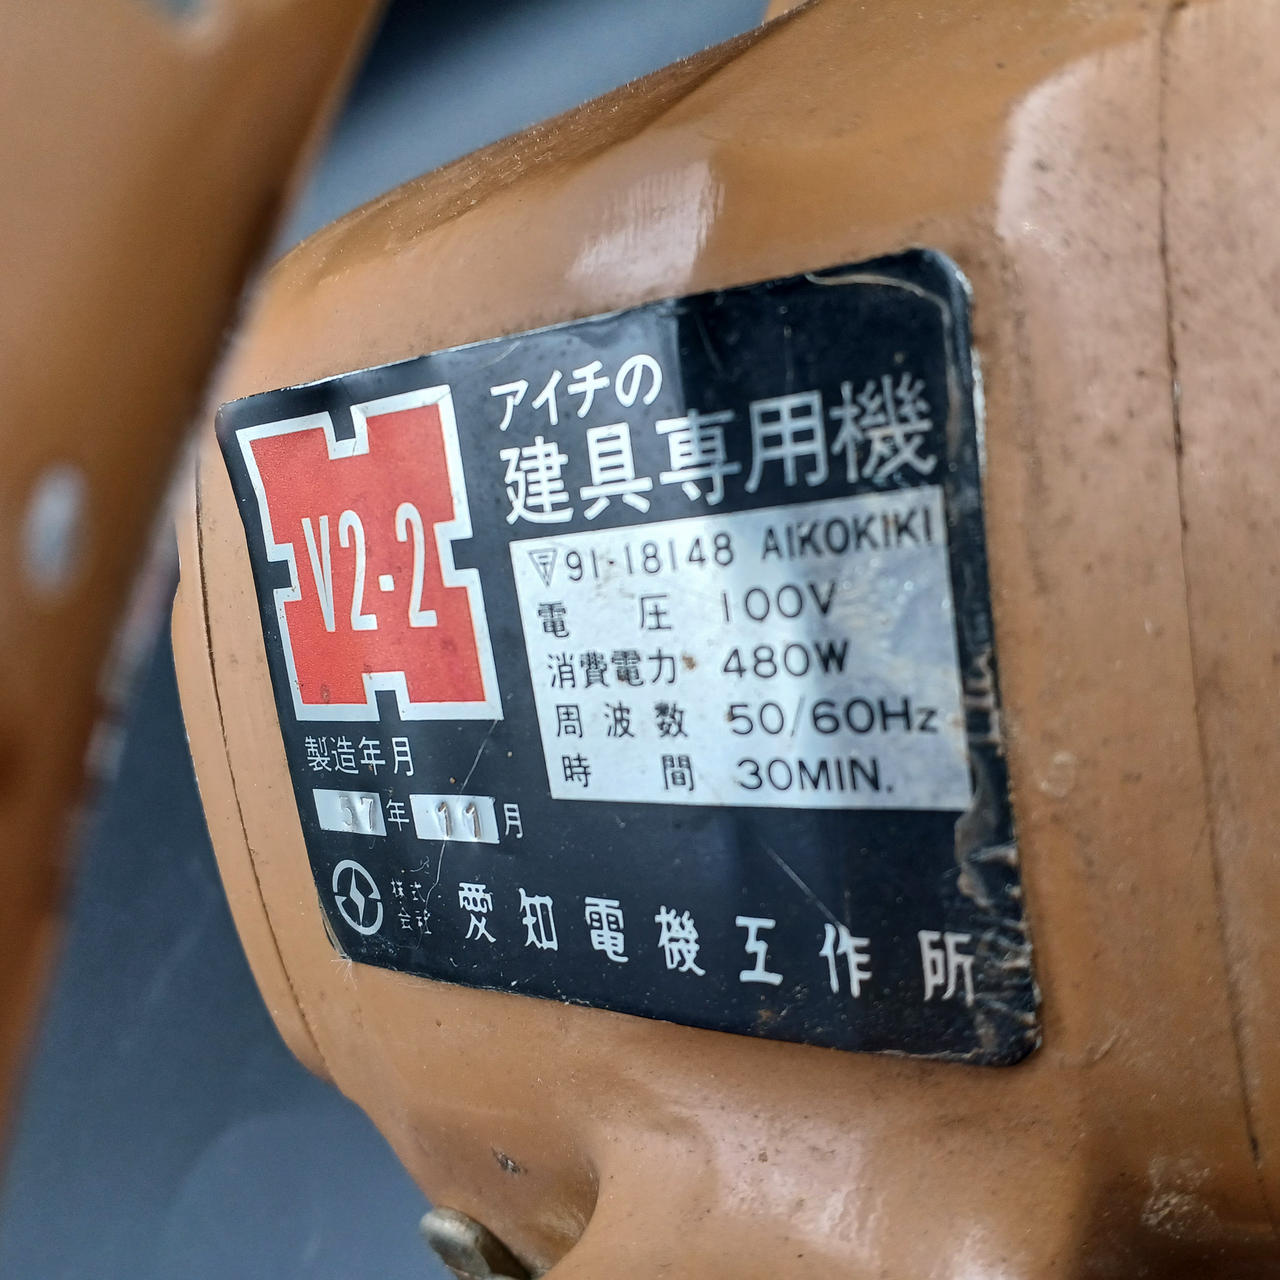 アイチの
建具専用機
V2-2
〒91-18148 AIKOKIKI
電圧 100V
消費電力 480W
周波数 50/60Hz
時間 30MIN.
製造年月
57年11月
株式会社 愛知電機工作所